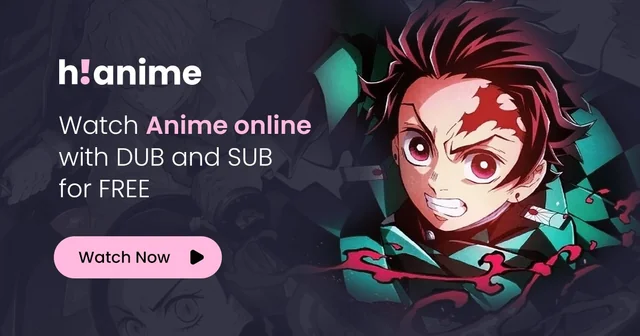 h!anime
Watch Anime online
with DUB and SUB
for FREE
Watch Now